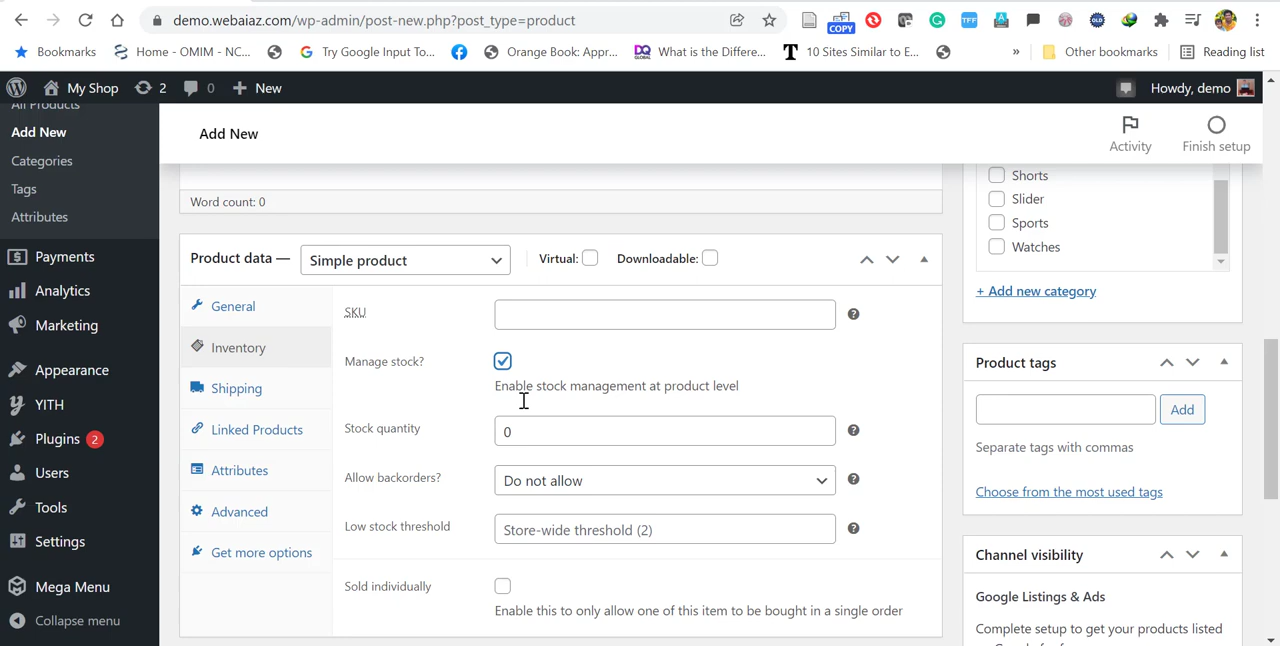 demo.webaiaz.com/wp-admin/post-new.php?post_type=product
COPY
TFF
OLD
Bookmarks
Home - OMIM - NC...
Try Google Input To...
Orange Book: Appr...
DQ GLOBAL
What is the Differe...
T
10 Sites Similar to E...
»
Other bookmarks
Reading list
My Shop
2
0
New
Howdy, demo
All Products
Add New
Categories
Tags
Attributes
Payments
Analytics
Marketing
Appearance
YITH
Plugins 2
Users
Tools
Settings
Mega Menu
Collapse menu
Add New
Activity
Finish setup
Word count: 0
Product data —
Simple product
Virtual:
Downloadable:
General
Inventory
Shipping
Linked Products
Attributes
Advanced
Get more options
SKU
Manage stock?
Enable stock management at product level
Stock quantity
0
Allow backorders?
Do not allow
Low stock threshold
Store-wide threshold (2)
Sold individually
Enable this to only allow one of this item to be bought in a single order
Shorts
Slider
Sports
Watches
+ Add new category
Product tags
Add
Separate tags with commas
Choose from the most used tags
Channel visibility
Google Listings & Ads
Complete setup to get your products listed